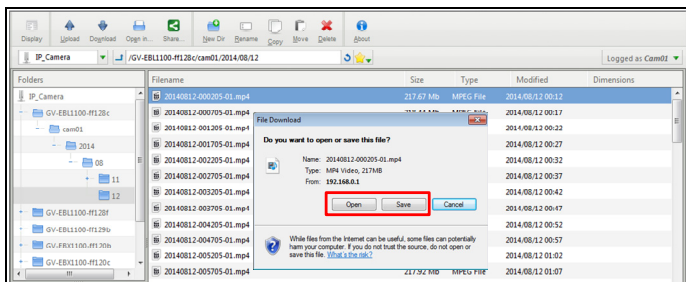 Display Upload Download Open in... Share... New Dir Rename Copy Move Delete About
IP_Camera /GV-EBL1100-ff128c/cam01/2014/08/12 Logged as Cam01
Folders Filename Size Type Modified Dimensions
IP_Camera 20140812-000205-01.mp4 217.67 Mb MPEG File 2014/08/12 00:12
GV-EBL1100-ff128c 20140812-000705-01.mp4 MPEG File 2014/08/12 00:17
cam01 20140812-001205-01.mp4 2014/08/12 00:22
2014 20140812-001705-01.mp4 2014/08/12 00:27
08 20140812-002205-01.mp4 2014/08/12 00:32
11 20140812-002705-01.mp4 2014/08/12 00:37
12 20140812-003205-01.mp4 2014/08/12 00:42
GV-EBL1100-ff128f 20140812-003705-01.mp4 2014/08/12 00:47
GV-EBL1100-ff129b 20140812-004205-01.mp4 2014/08/12 00:52
GV-EBX1100-ff120b 20140812-004705-01.mp4 2014/08/12 00:57
GV-EBX1100-ff120c 20140812-005205-01.mp4 2014/08/12 01:02
20140812-005705-01.mp4 217.92 Mb MPEG File 2014/08/12 01:07
File Download
Do you want to open or save this file?
Name: 20140812-000205-01.mp4
Type: MP4 Video, 217MB
From: 192.168.0.1
Open Save Cancel
While files from the Internet can be useful, some files can potentially
harm your computer. If you do not trust the source, do not open or
save this file. What's the risk?